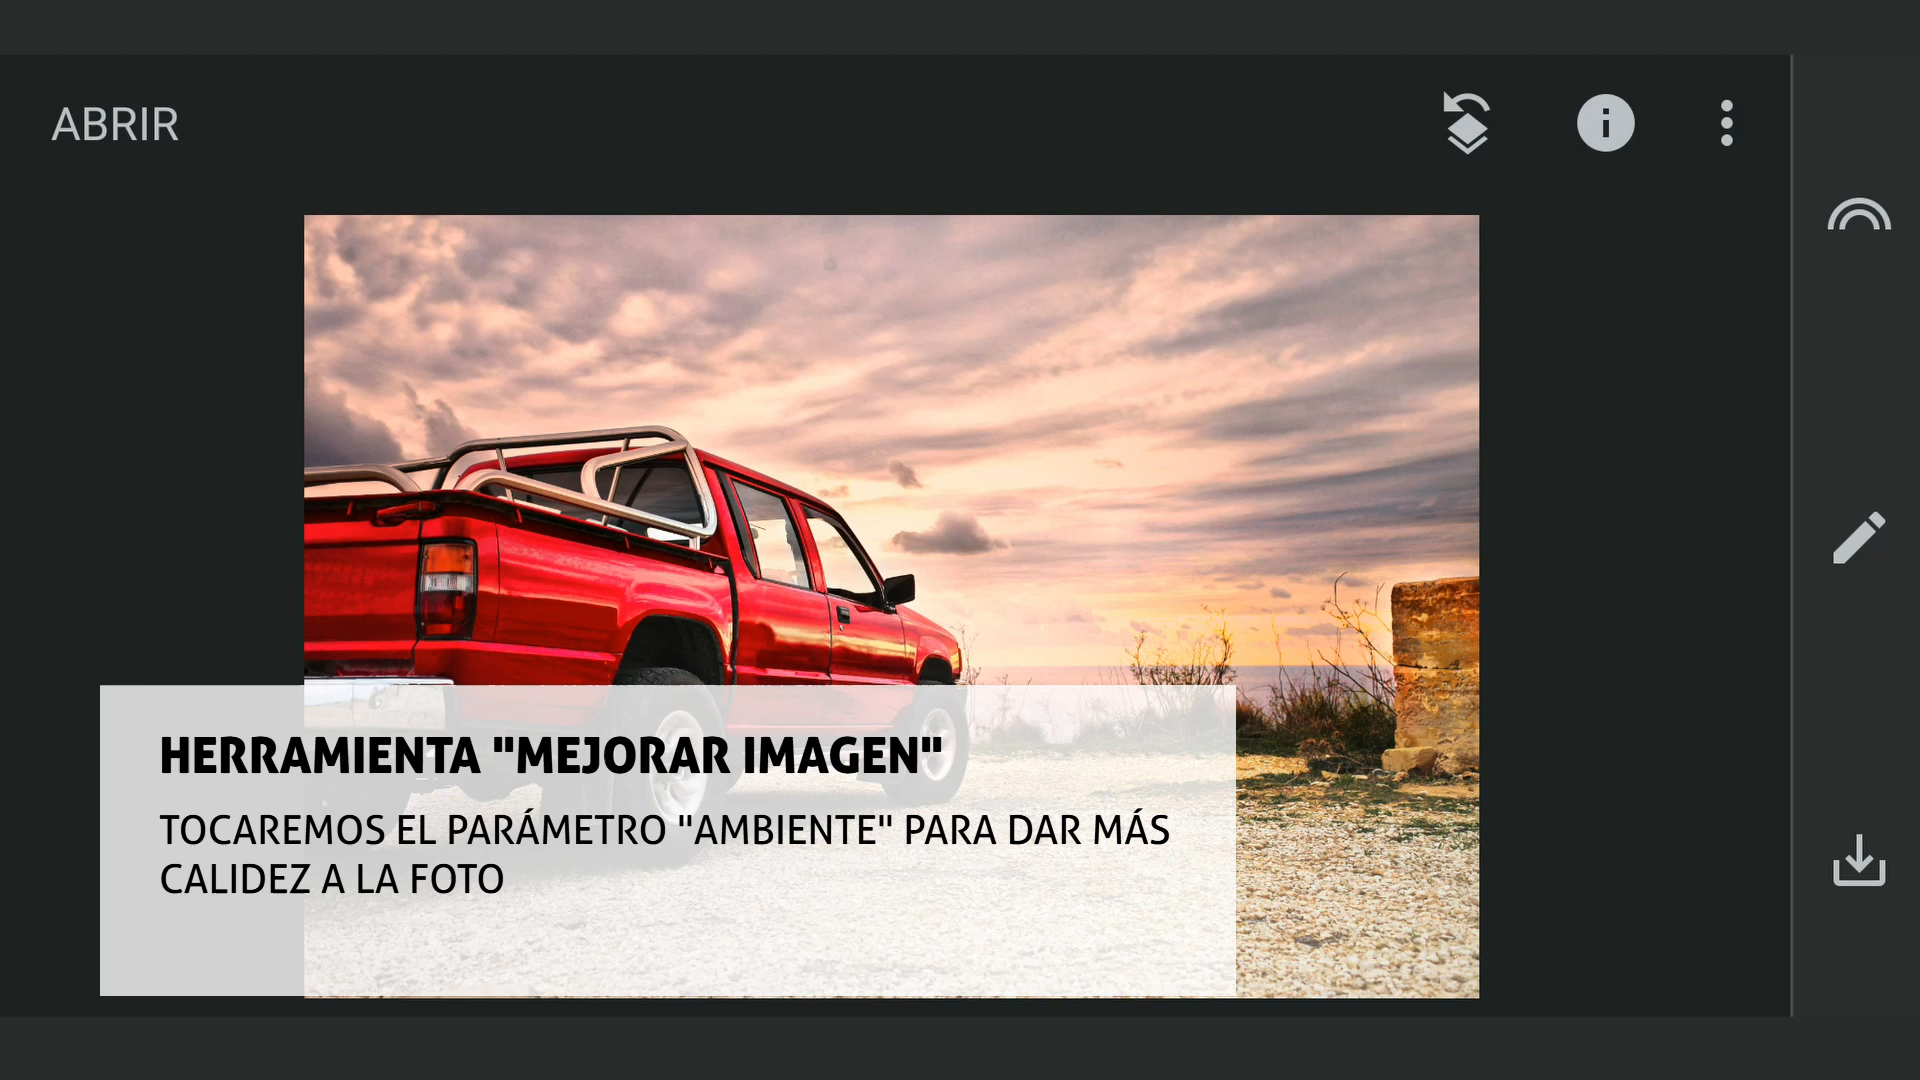 ABRIR
HERRAMIENTA "MEJORAR IMAGEN"
TOCAREMOS EL PARÁMETRO "AMBIENTE" PARA DAR MÁS
CALIDEZ A LA FOTO